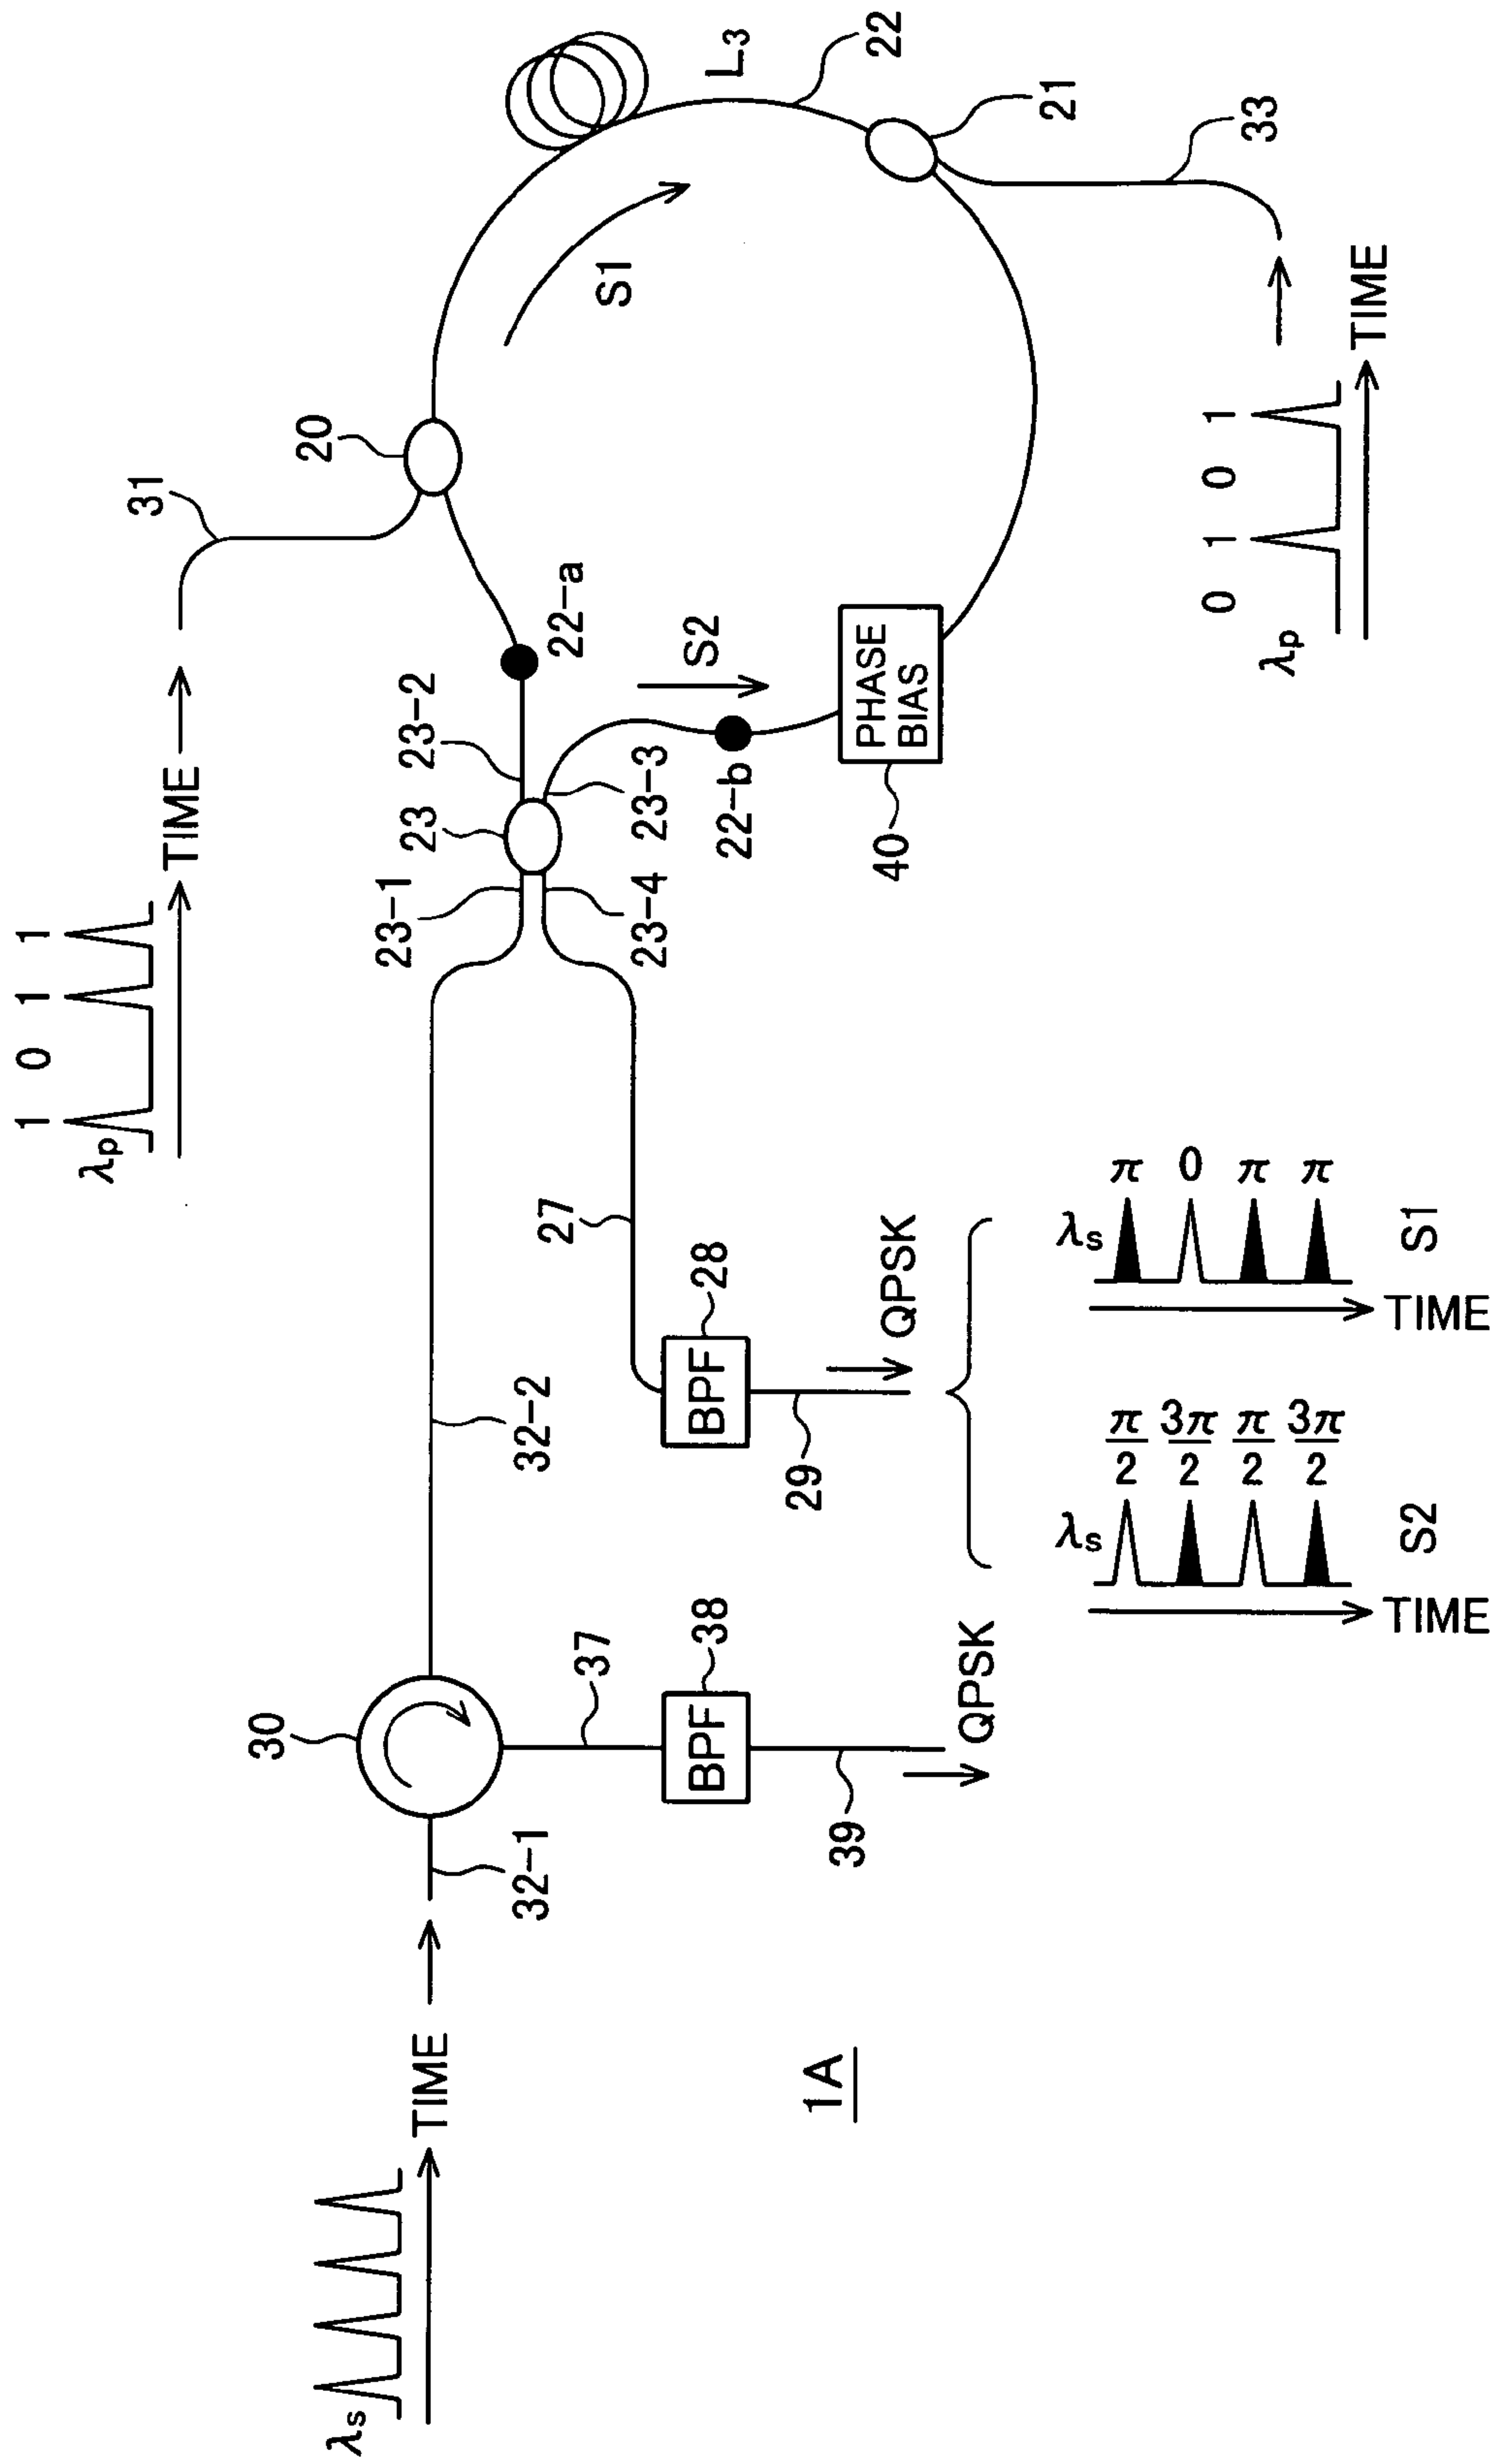 1 0 1 1
λp
TIME
31
20
S1
L3
22
21
33
0 1 0 1
λp
TIME
23-1
23
23-2
22-a
23-4
23-3
S2
22-b
PHASE
BIAS
40
λs
TIME
32-1
30
32-2
27
37
BPF
38
39
QPSK
BPF
28
29
QPSK
λs
π/2 3π/2 π/2 3π/2
TIME
S2
λs
π 0 π π
TIME
S1
1A